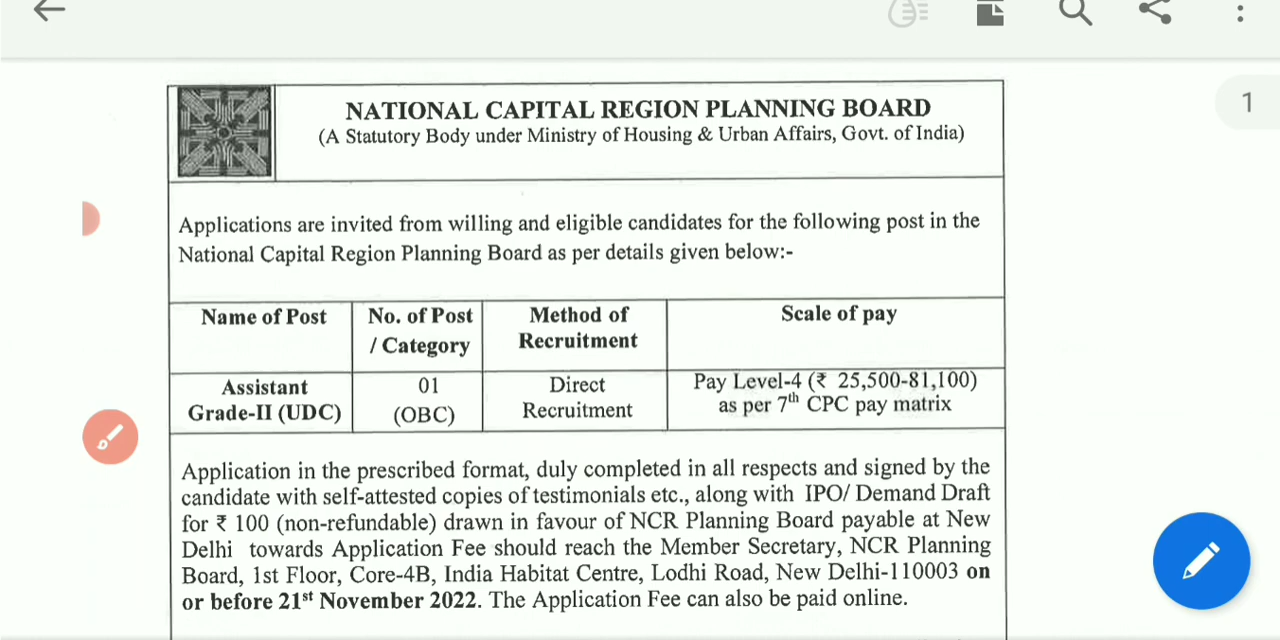 1
NATIONAL CAPITAL REGION PLANNING BOARD
(A Statutory Body under Ministry of Housing & Urban Affairs, Govt. of India)
Applications are invited from willing and eligible candidates for the following post in the
National Capital Region Planning Board as per details given below:-
Name of Post
No. of Post
/ Category
Method of
Recruitment
Scale of pay
Assistant
Grade-II (UDC)
01
(OBC)
Direct
Recruitment
Pay Level-4 (₹ 25,500-81,100)
as per 7th CPC pay matrix
Application in the prescribed format, duly completed in all respects and signed by the
candidate with self-attested copies of testimonials etc., along with IPO/ Demand Draft
for ₹ 100 (non-refundable) drawn in favour of NCR Planning Board payable at New
Delhi towards Application Fee should reach the Member Secretary, NCR Planning
Board, 1st Floor, Core-4B, India Habitat Centre, Lodhi Road, New Delhi-110003 on
or before 21st November 2022. The Application Fee can also be paid online.